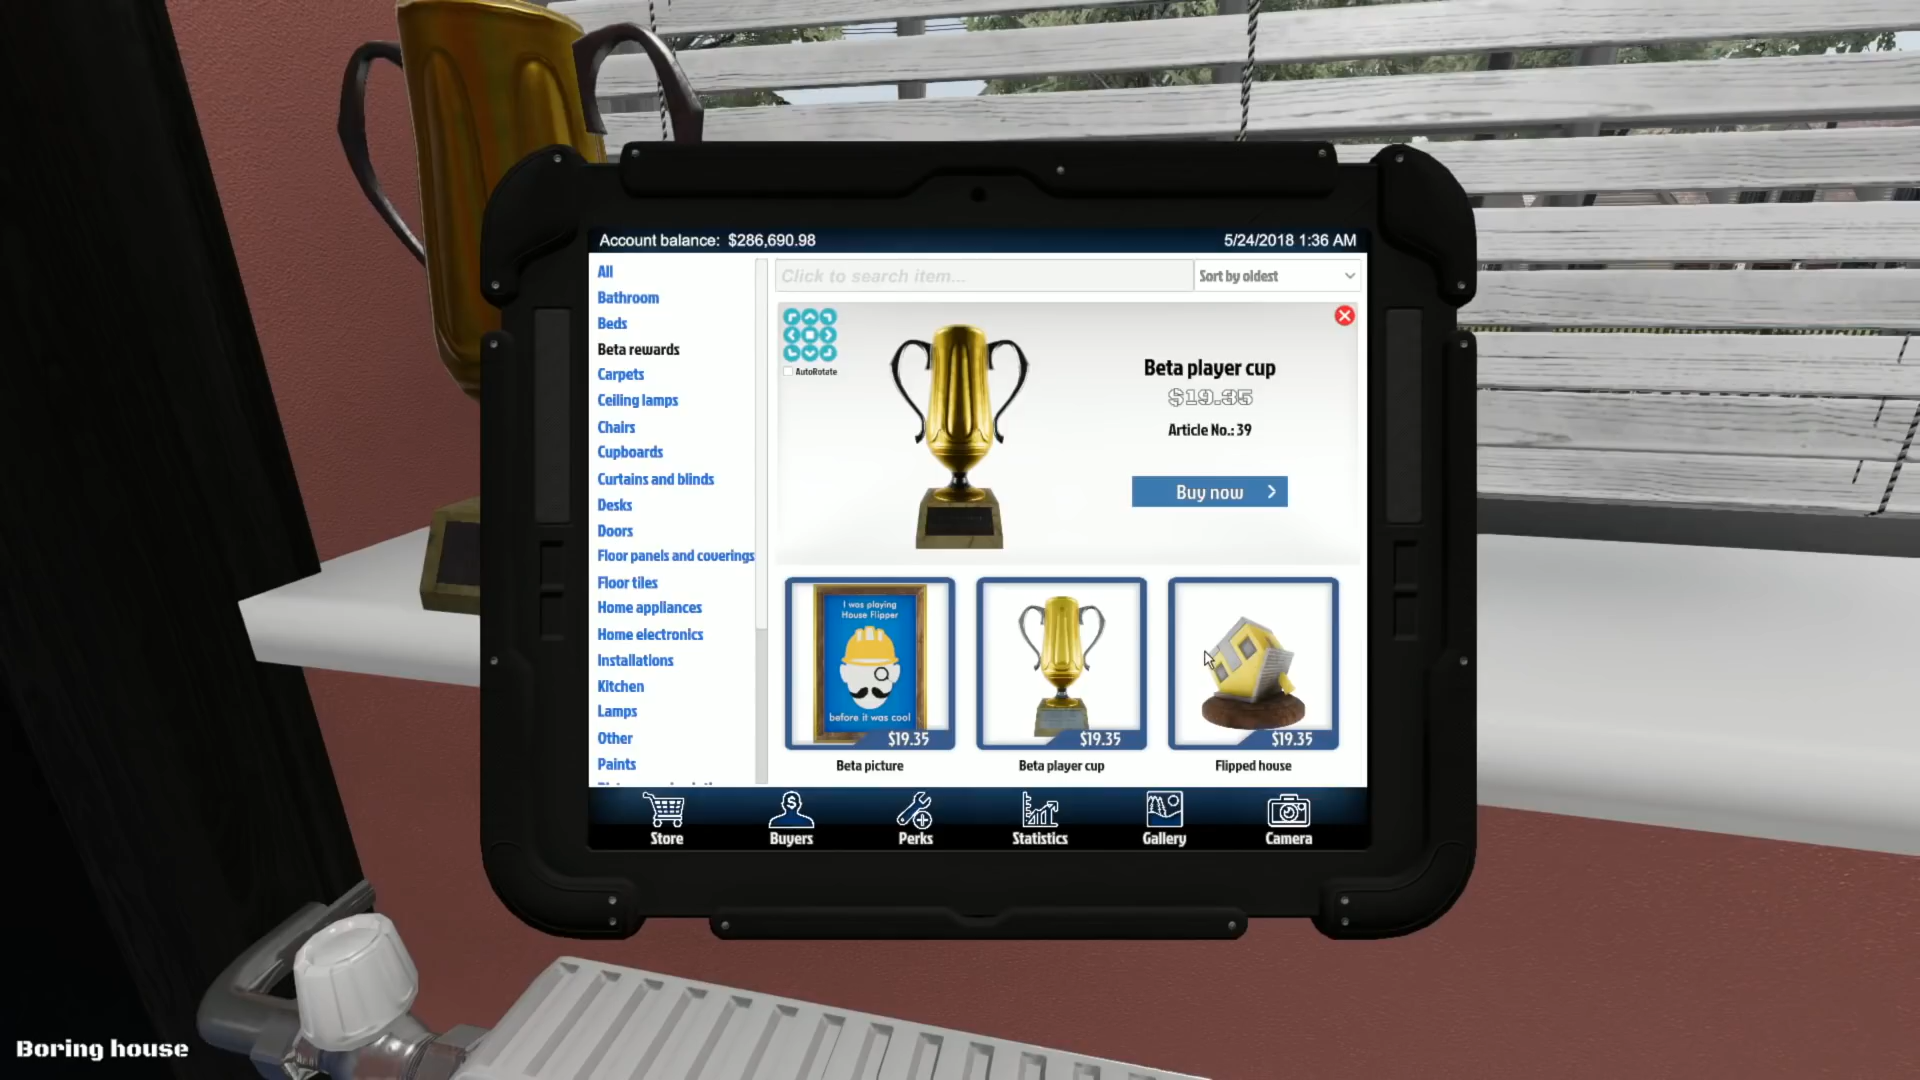 Account balance: $286,690.98
5/24/2018 1:36 AM
All
Bathroom
Beds
Beta rewards
Carpets
Ceiling lamps
Chairs
Cupboards
Curtains and blinds
Desks
Doors
Floor panels and coverings
Floor tiles
Home appliances
Home electronics
Installations
Kitchen
Lamps
Other
Paints
Click to search item...
Sort by oldest
AutoRotate
Beta player cup
$19.35
Article No.: 39
Buy now
I was playing
House Flipper
before it was cool
$19.35
Beta picture
$19.35
Beta player cup
$19.35
Flipped house
Store
Buyers
Perks
Statistics
Gallery
Camera
Boring house